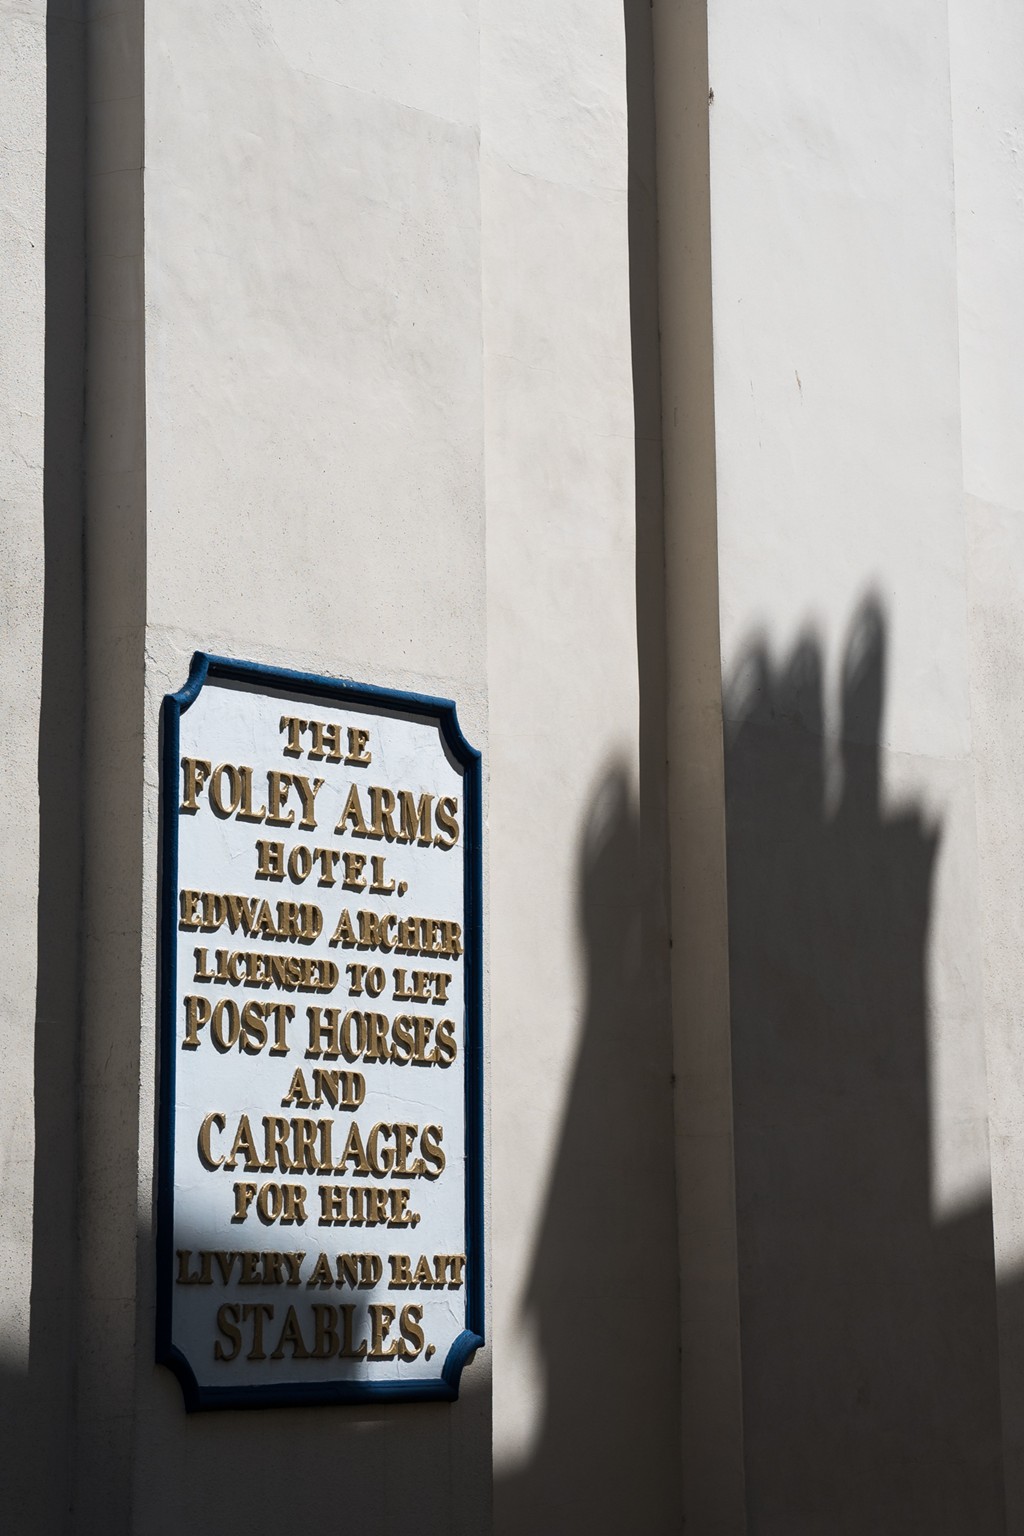 THE
FOLEY ARMS
HOTEL.
EDWARD ARCHER
LICENSED TO LET
POST HORSES
AND
CARRIAGES
FOR HIRE.
LIVERY AND BAIT
STABLES.